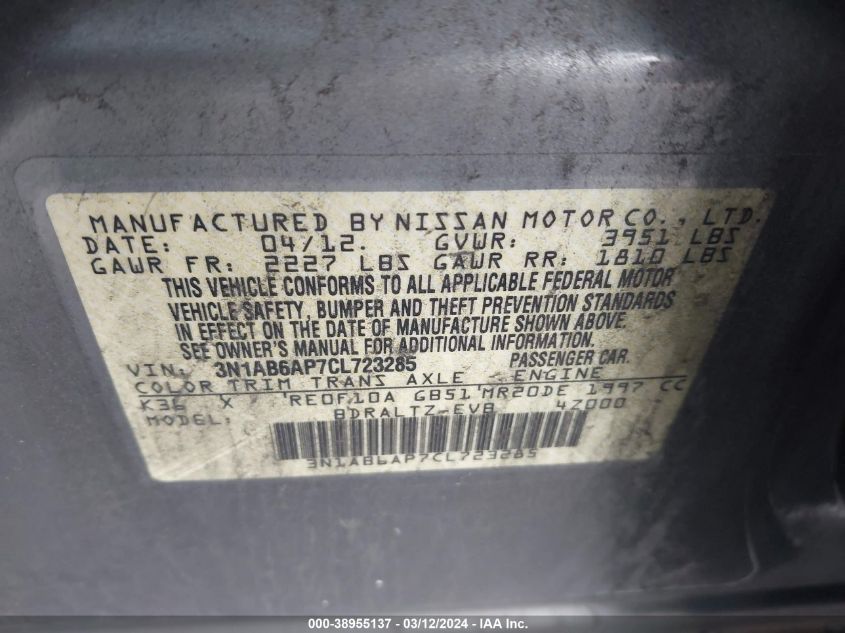 MANUFACTURED BY NISSAN MOTOR CO., LTD.
DATE: 04/12. GVWR: 3951 LBS
GAWR FR: 2227 LBS GAWR RR: 1810 LBS
THIS VEHICLE CONFORMS TO ALL APPLICABLE FEDERAL MOTOR
VEHICLE SAFETY, BUMPER AND THEFT PREVENTION STANDARDS
IN EFFECT ON THE DATE OF MANUFACTURE SHOWN ABOVE.
SEE OWNER'S MANUAL FOR ADDITIONAL INFORMATION.
VIN: 3N1AB6AP7CL723285 PASSENGER CAR.
COLOR TRIM TRANS AXLE ENGINE
K36 X RE0F10A GB51 MR20DE 1997 CC
MODEL: BDRALTZ-EVB 4Z000
3N1AB6AP7CL723285
000-38955137 - 03/12/2024 - IAA Inc.